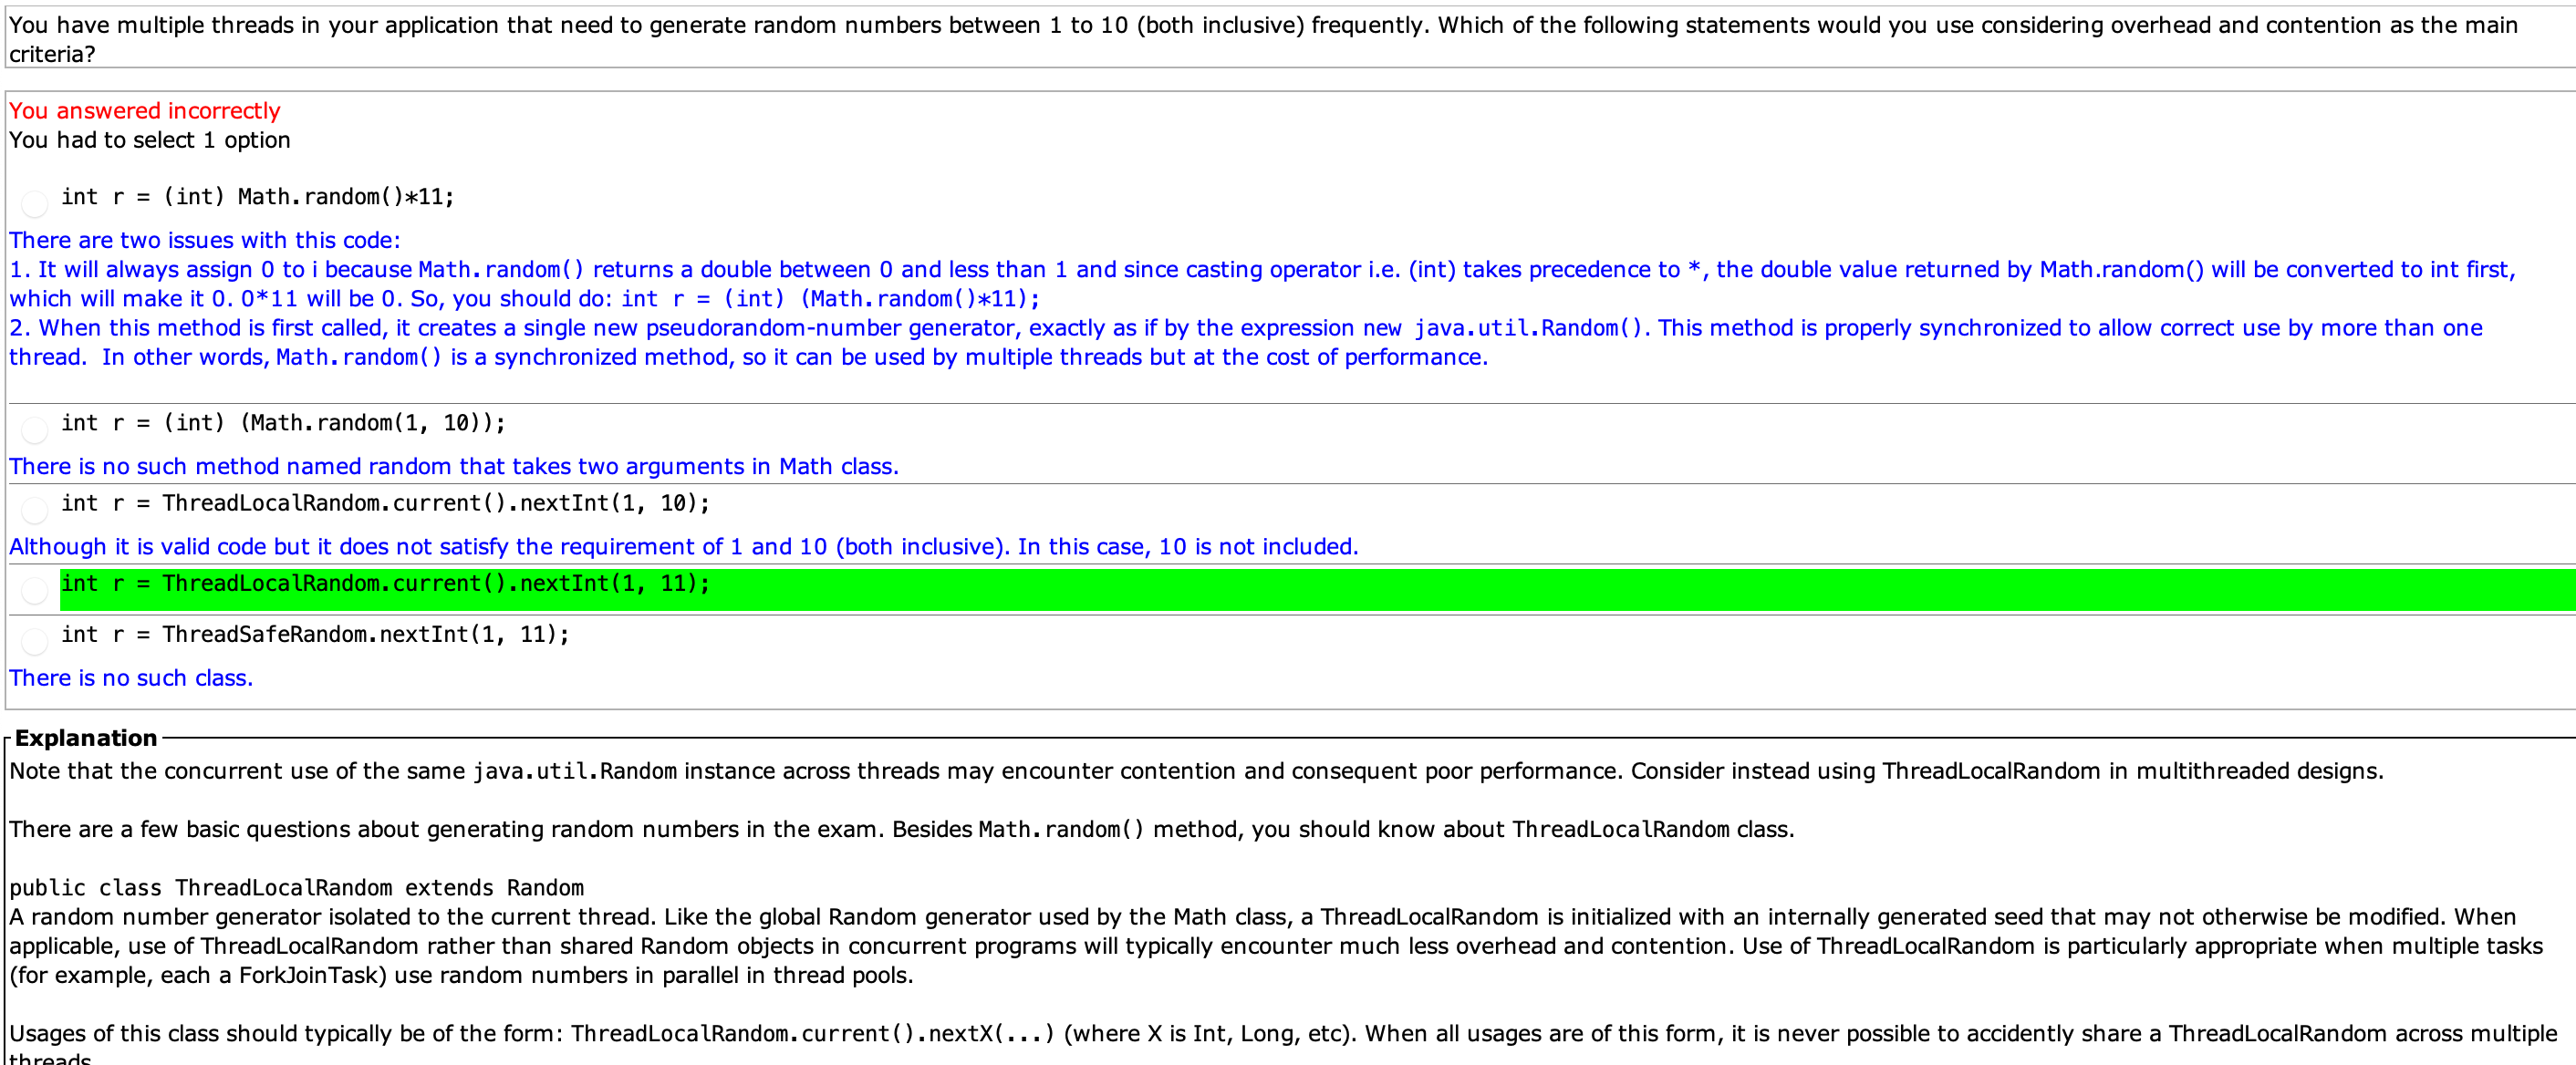 You have multiple threads in your application that need to generate random numbers between 1 to 10 (both inclusive) frequently. Which of the following statements would you use considering overhead and contention as the main
criteria?
You answered incorrectly
You had to select 1 option
int r = (int) Math.random()*11;
There are two issues with this code:
1. It will always assign 0 to i because Math.random() returns a double between 0 and less than 1 and since casting operator i.e. (int) takes precedence to *, the double value returned by Math.random() will be converted to int first,
which will make it 0. 0*11 will be 0. So, you should do: int r = (int) (Math.random()*11);
2. When this method is first called, it creates a single new pseudorandom-number generator, exactly as if by the expression new java.util.Random(). This method is properly synchronized to allow correct use by more than one
thread.  In other words, Math.random() is a synchronized method, so it can be used by multiple threads but at the cost of performance.
int r = (int) (Math.random(1, 10));
There is no such method named random that takes two arguments in Math class.
int r = ThreadLocalRandom.current().nextInt(1, 10);
Although it is valid code but it does not satisfy the requirement of 1 and 10 (both inclusive). In this case, 10 is not included.
int r = ThreadLocalRandom.current().nextInt(1, 11);
int r = ThreadSafeRandom.nextInt(1, 11);
There is no such class.
Explanation
Note that the concurrent use of the same java.util.Random instance across threads may encounter contention and consequent poor performance. Consider instead using ThreadLocalRandom in multithreaded designs.
There are a few basic questions about generating random numbers in the exam. Besides Math.random() method, you should know about ThreadLocalRandom class.
public class ThreadLocalRandom extends Random
A random number generator isolated to the current thread. Like the global Random generator used by the Math class, a ThreadLocalRandom is initialized with an internally generated seed that may not otherwise be modified. When
applicable, use of ThreadLocalRandom rather than shared Random objects in concurrent programs will typically encounter much less overhead and contention. Use of ThreadLocalRandom is particularly appropriate when multiple tasks
(for example, each a ForkJoinTask) use random numbers in parallel in thread pools.
Usages of this class should typically be of the form: ThreadLocalRandom.current().nextX(...) (where X is Int, Long, etc). When all usages are of this form, it is never possible to accidently share a ThreadLocalRandom across multiple
threads